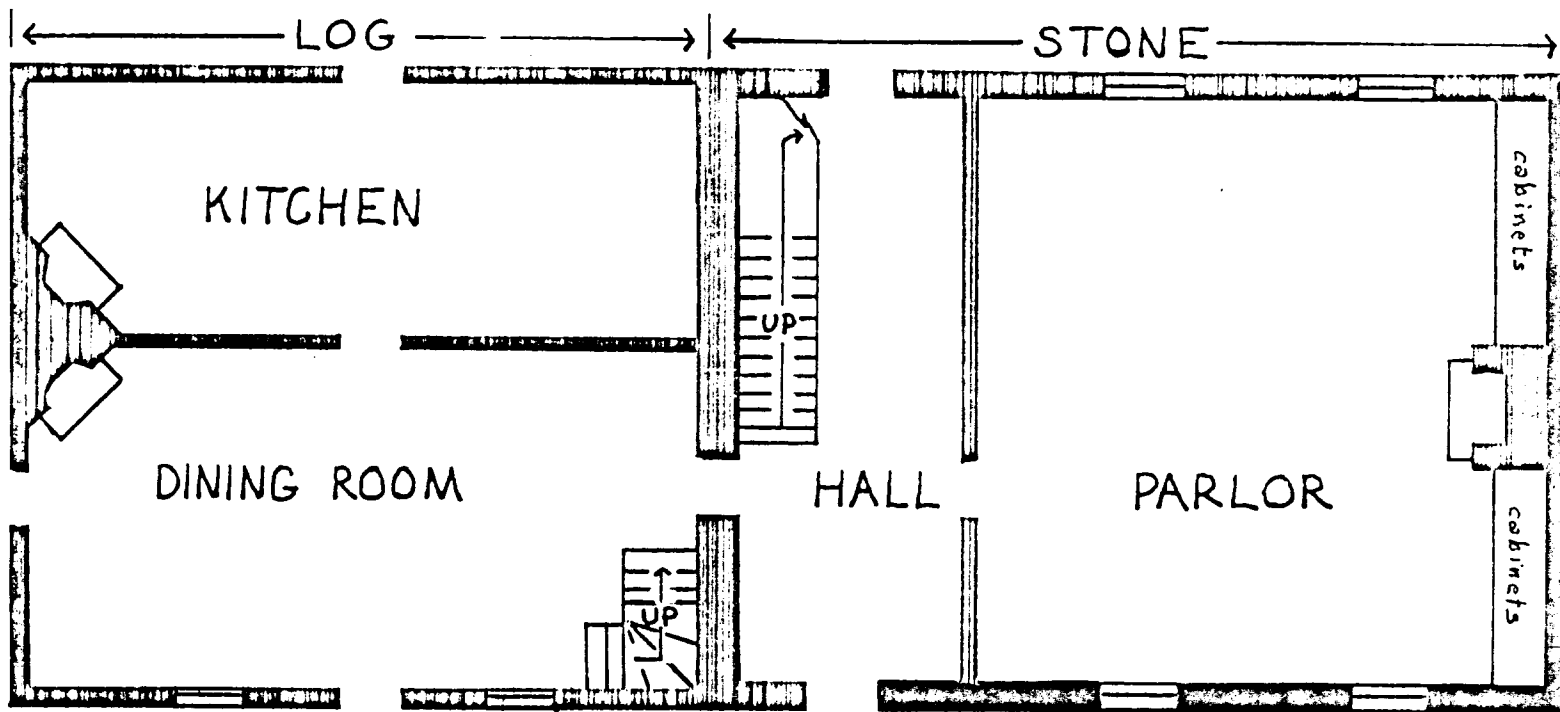 LOG
STONE
KITCHEN
cabinets
UP
DINING ROOM
HALL
PARLOR
cabinets
UP